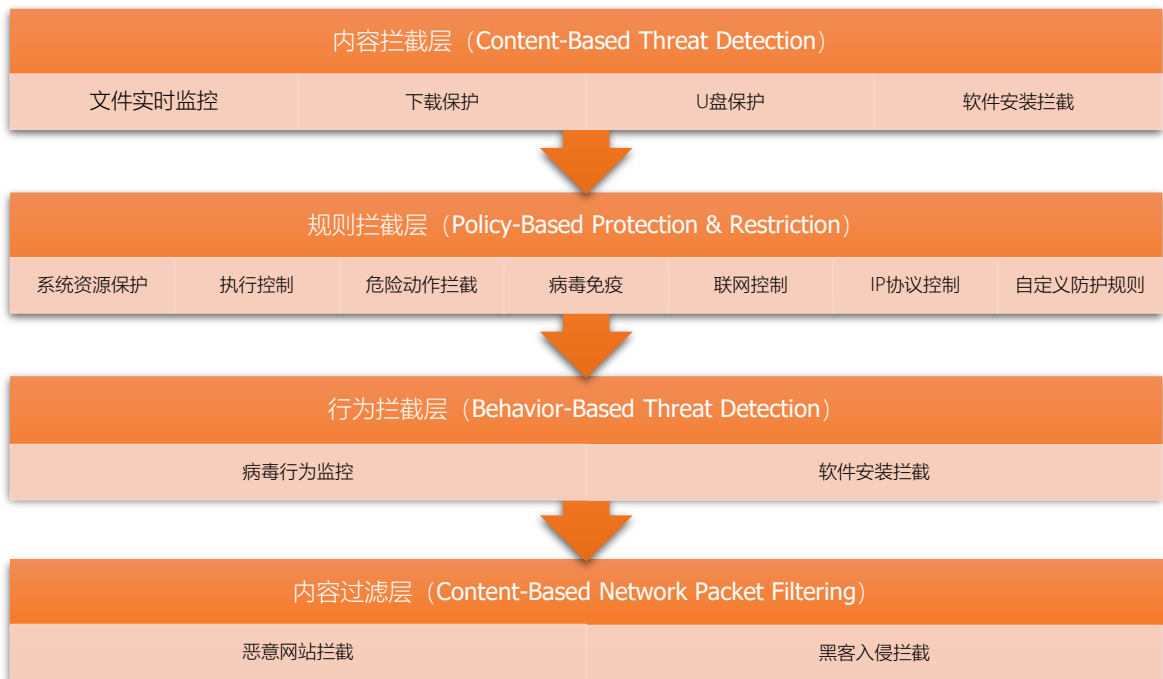 内容拦截层（Content-Based Threat Detection）
文件实时监控 下载保护 U盘保护 软件安装拦截
规则拦截层（Policy-Based Protection & Restriction）
系统资源保护 执行控制 危险动作拦截 病毒免疫 联网控制 IP协议控制 自定义防护规则
行为拦截层（Behavior-Based Threat Detection）
病毒行为监控 软件安装拦截
内容过滤层（Content-Based Network Packet Filtering）
恶意网站拦截 黑客入侵拦截